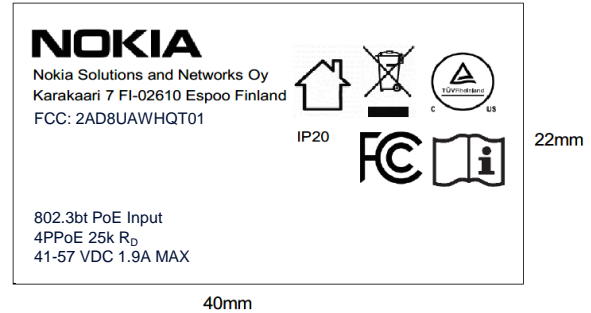 NOKIA
Nokia Solutions and Networks Oy
Karakaari 7 FI-02610 Espoo Finland
FCC: 2AD8UAWHQT01
TÜVRheinland
C US
IP20
FC
i
802.3bt PoE Input
4PPoE 25k RD
41-57 VDC 1.9A MAX
22mm
40mm